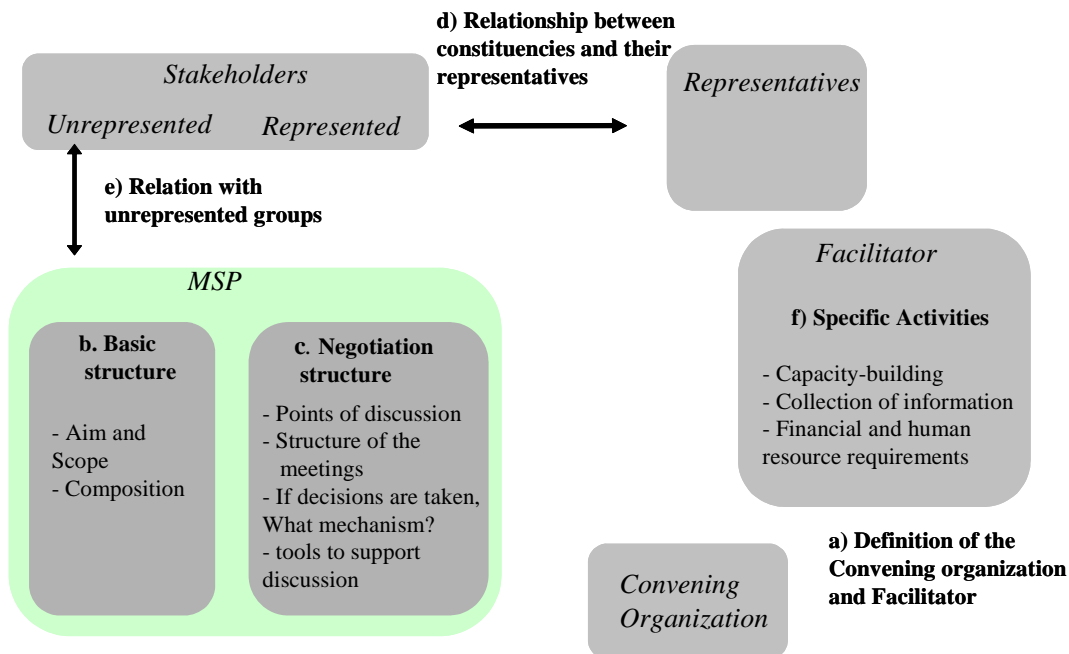 d) Relationship between
constituencies and their
representatives
Stakeholders
Unrepresented Represented
Representatives
e) Relation with
unrepresented groups
MSP
b. Basic
structure
- Aim and
Scope
- Composition
c. Negotiation
structure
- Points of discussion
- Structure of the
meetings
- If decisions are taken,
What mechanism?
- tools to support
discussion
Facilitator
f) Specific Activities
- Capacity-building
- Collection of information
- Financial and human
resource requirements
a) Definition of the
Convening organization
and Facilitator
Convening
Organization